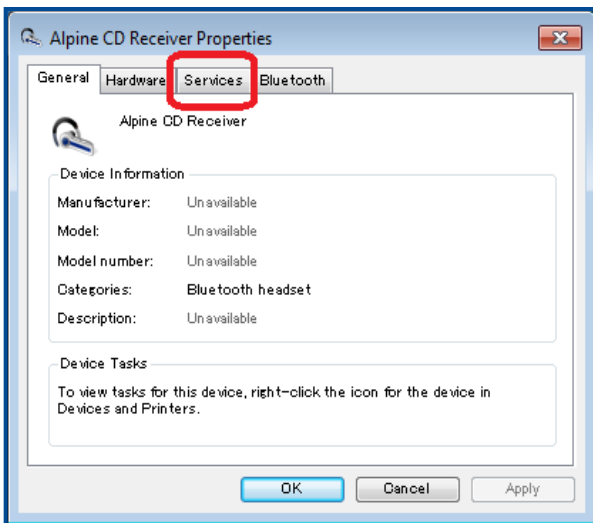 Alpine CD Receiver Properties
General Hardware Services Bluetooth
Alpine CD Receiver
Device Information
Manufacturer: Unavailable
Model: Unavailable
Model number: Unavailable
Categories: Bluetooth headset
Description: Unavailable
Device Tasks
To view tasks for this device, right-click the icon for the device in
Devices and Printers.
OK Cancel Apply